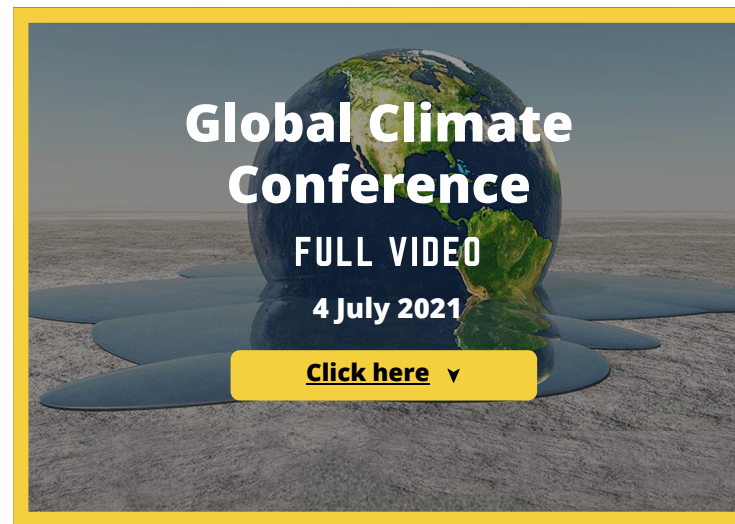 Global Climate
Conference
FULL VIDEO
4 July 2021
Click here